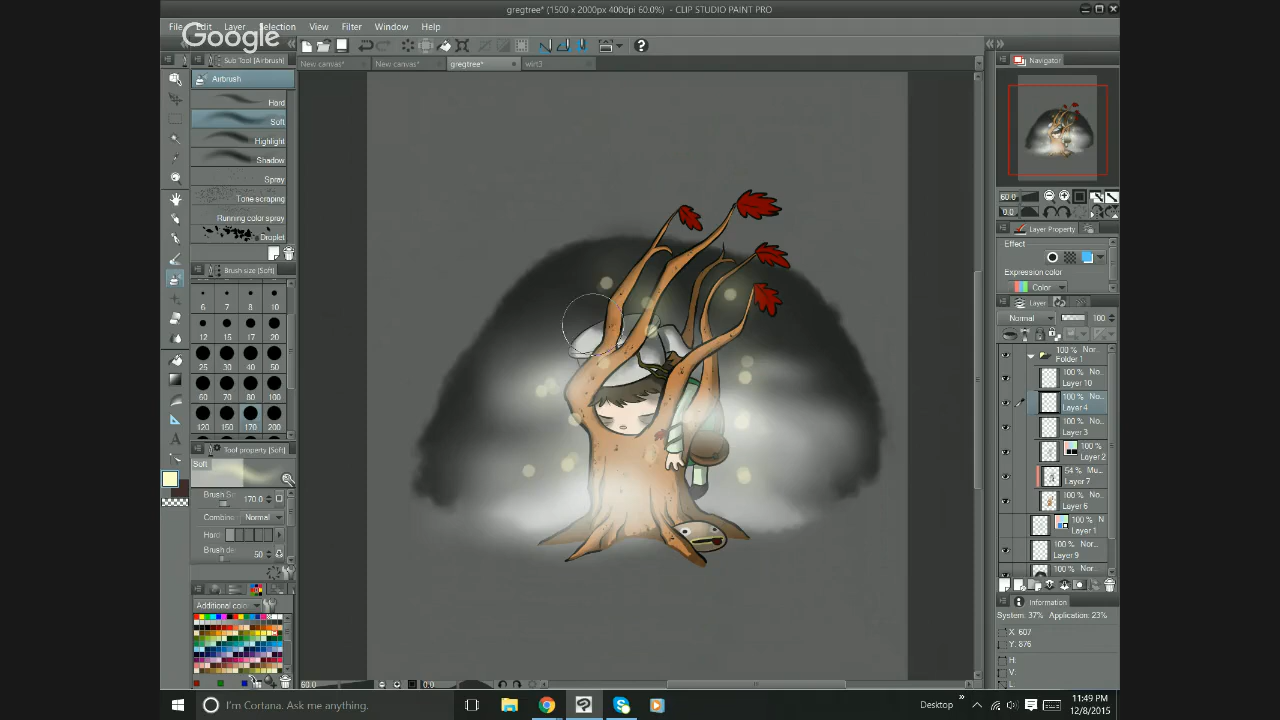 gregtree* (1500 x 2000px 400dpi 60.0%) - CLIP STUDIO PAINT PRO
File Edit Layer Selection View Filter Window Help
Google
Sub Tool [Airbrush]
New canvas* New canvas* gregtree* wirt3
Navigator
Airbrush
Hard
Soft
Highlight
Shadow
Spray
Tone scraping
Running color spray
Droplet
60.0
0.0
Layer Property
Effect
Expression color
Color
Brush size [Soft]
6 7 8 10
12 15 17 20
25 30 40 50
60 70 80 100
120 150 170 200
Layer
Normal 100
100 % Nor
Folder 1
100 % No
Layer 10
100 % No
Layer 4
100 % No
Layer 3
100 %
Layer 2
54 % Mu
Layer 7
100 % No
Layer 6
100 % N
Layer 1
100 % No
Layer 9
100 % No
Tool property [Soft]
Soft
Brush Si 170.0
Combine Normal
Hard
Brush de 50
Additional color
Information
System: 37% Application: 23%
X: 607
Y: 876
H:
V:
L:
60.0 0.0
I'm Cortana. Ask me anything.
Desktop
11:49 PM
12/8/2015